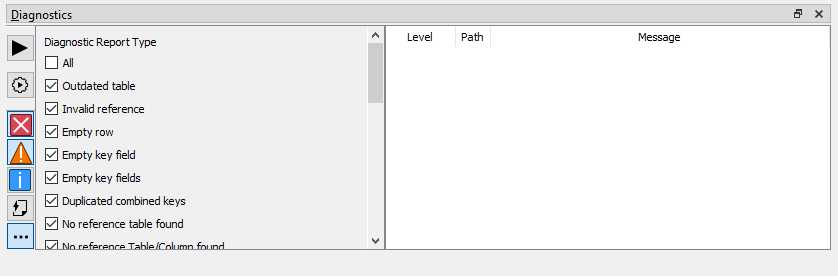 Diagnostics
Diagnostic Report Type
All
Outdated table
Invalid reference
Empty row
Empty key field
Empty key fields
Duplicated combined keys
No reference table found
No reference Table/Column found
Level Path Message